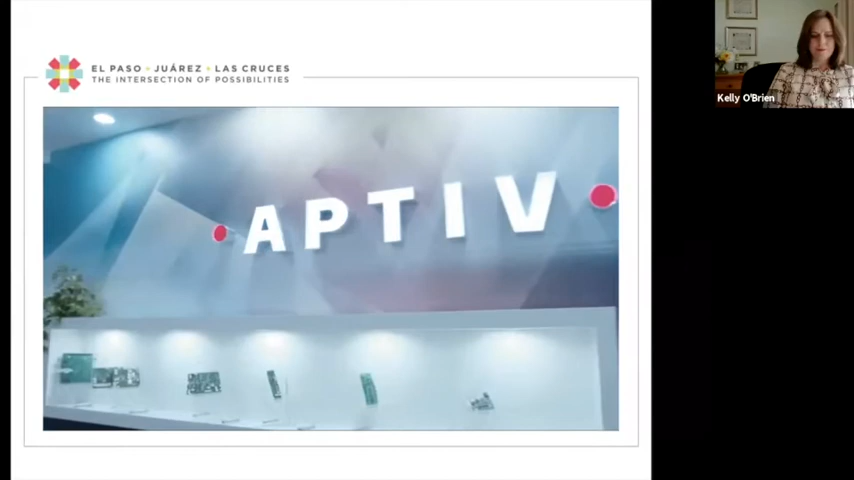 EL PASO + JUÁREZ + LAS CRUCES
THE INTERSECTION OF POSSIBILITIES
• APTIV •
Kelly O'Brien